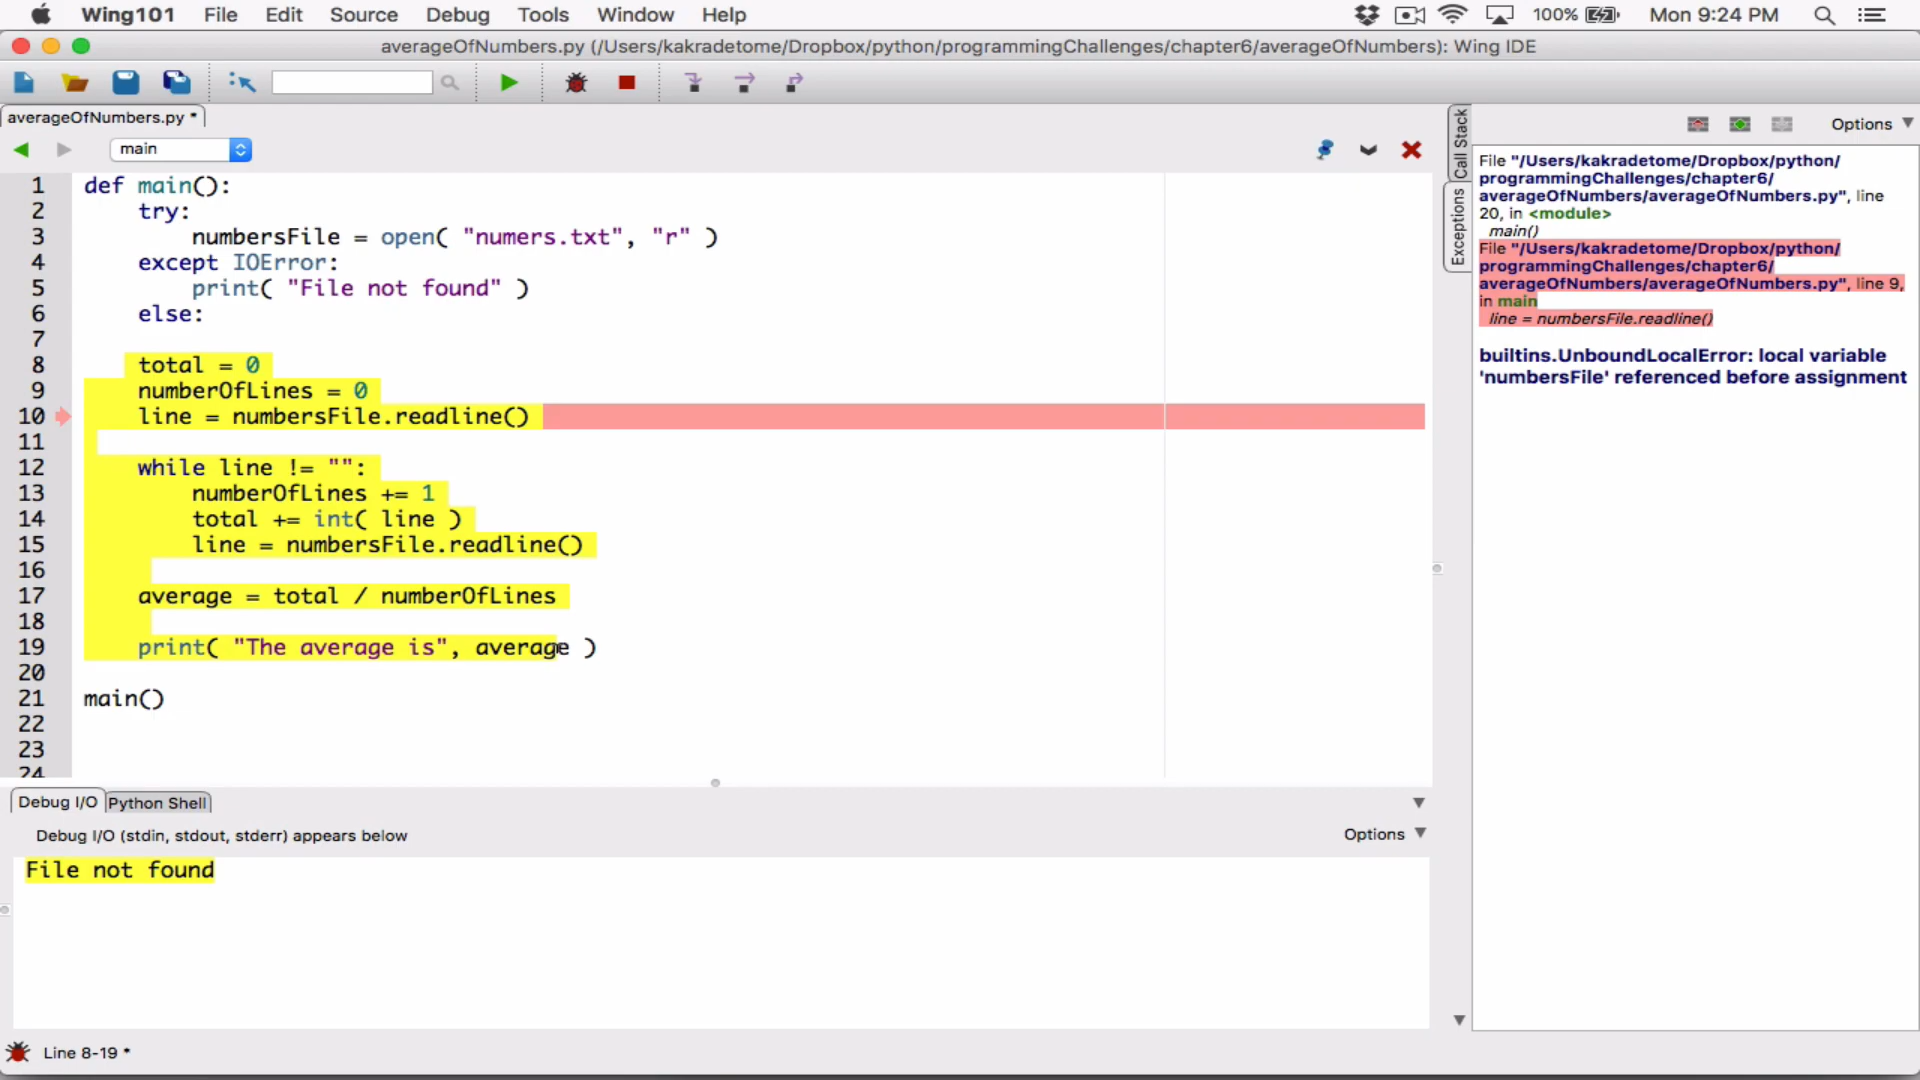 Wing101 File Edit Source Debug Tools Window Help 100% Mon 9:24 PM
averageOfNumbers.py (/Users/kakradetome/Dropbox/python/programmingChallenges/chapter6/averageOfNumbers): Wing IDE
averageOfNumbers.py *
main
1 def main():
2 try:
3 numbersFile = open( "numers.txt", "r" )
4 except IOError:
5 print( "File not found" )
6 else:
7
8 total = 0
9 numberOfLines = 0
10 line = numbersFile.readline()
11
12 while line != "":
13 numberOfLines += 1
14 total += int( line )
15 line = numbersFile.readline()
16
17 average = total / numberOfLines
18
19 print( "The average is", average )
20
21 main()
22
23
24
Call Stack
Exceptions
Options
File "/Users/kakradetome/Dropbox/python/
programmingChallenges/chapter6/
averageOfNumbers/averageOfNumbers.py", line
20, in <module>
main()
File "/Users/kakradetome/Dropbox/python/
programmingChallenges/chapter6/
averageOfNumbers/averageOfNumbers.py", line 9,
in main
line = numbersFile.readline()
builtins.UnboundLocalError: local variable
'numbersFile' referenced before assignment
Debug I/O Python Shell
Debug I/O (stdin, stdout, stderr) appears below
Options
File not found
Line 8-19 *